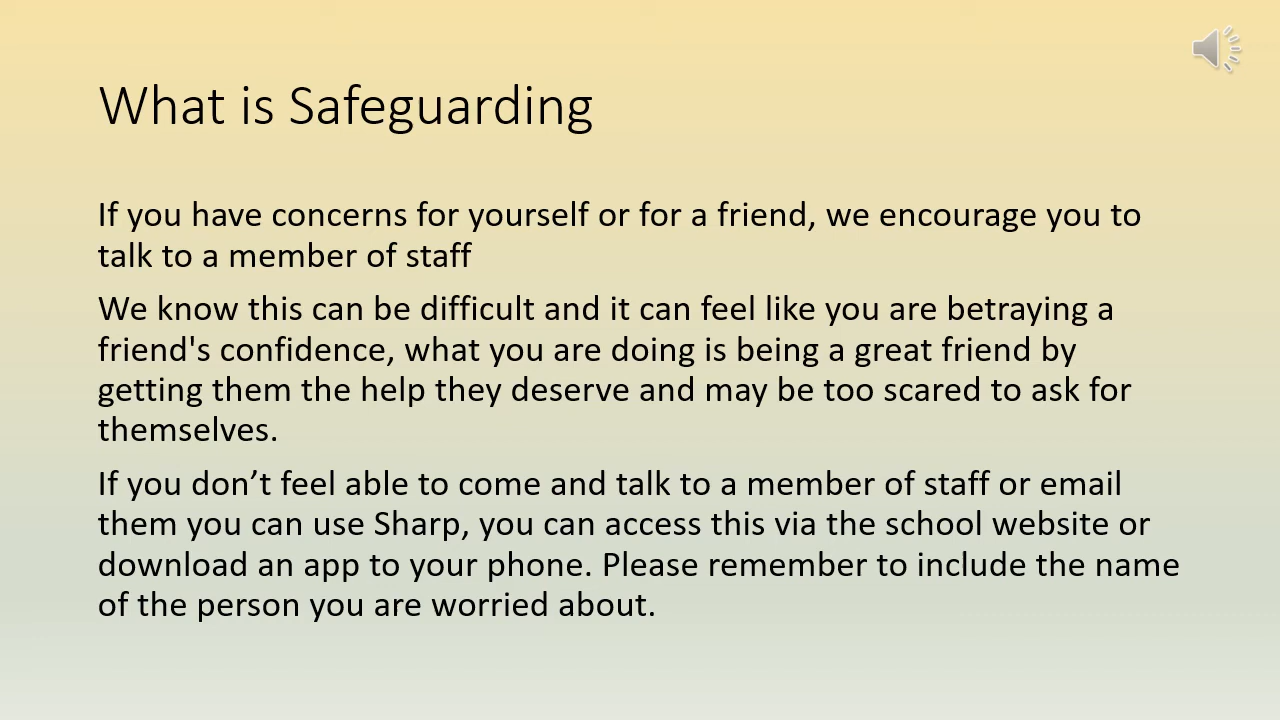 What is Safeguarding
If you have concerns for yourself or for a friend, we encourage you to
talk to a member of staff
We know this can be difficult and it can feel like you are betraying a
friend's confidence, what you are doing is being a great friend by
getting them the help they deserve and may be too scared to ask for
themselves.
If you don’t feel able to come and talk to a member of staff or email
them you can use Sharp, you can access this via the school website or
download an app to your phone. Please remember to include the name
of the person you are worried about.